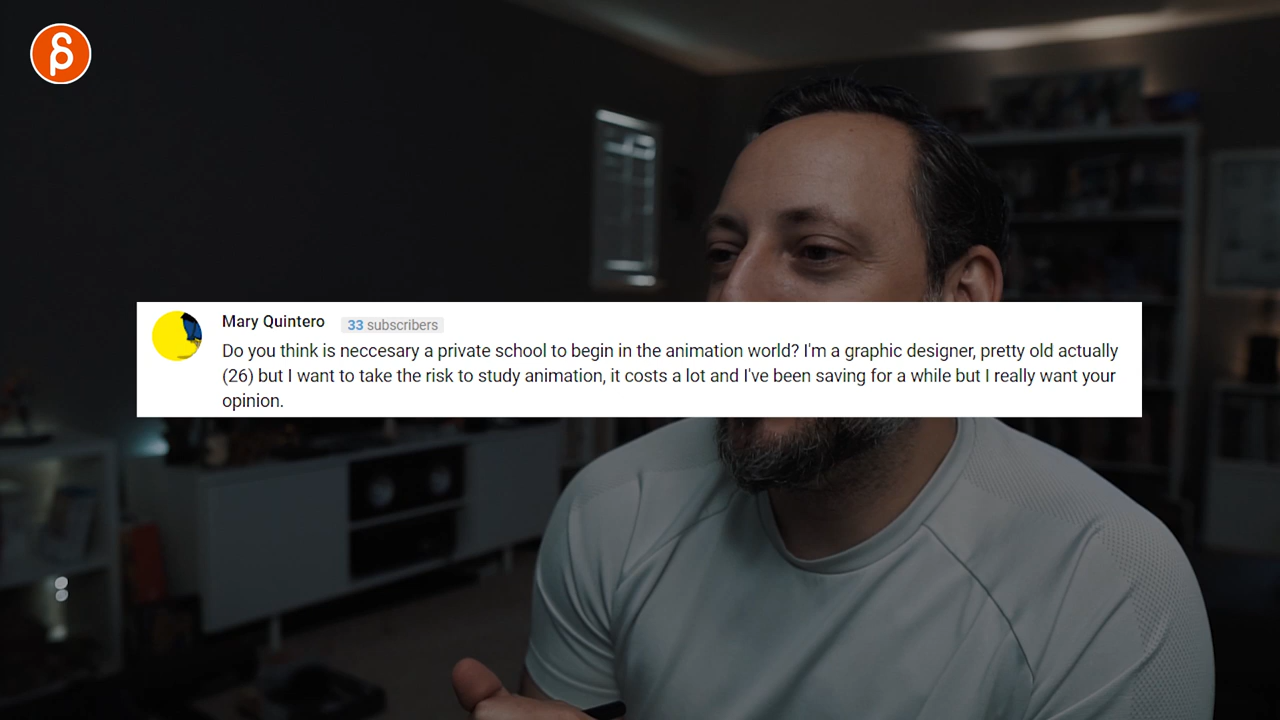 Mary Quintero 33 subscribers
Do you think is neccesary a private school to begin in the animation world? I'm a graphic designer, pretty old actually
(26) but I want to take the risk to study animation, it costs a lot and I've been saving for a while but I really want your
opinion.